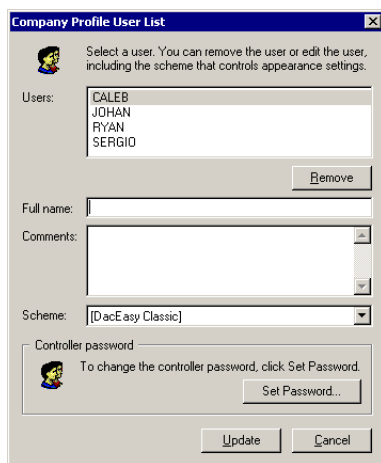 Company Profile User List
Select a user. You can remove the user or edit the user,
including the scheme that controls appearance settings.
Users:
CALEB
JOHAN
RYAN
SERGIO
Remove
Full name:
Comments:
Scheme:
[DacEasy Classic]
Controller password
To change the controller password, click Set Password.
Set Password...
Update
Cancel